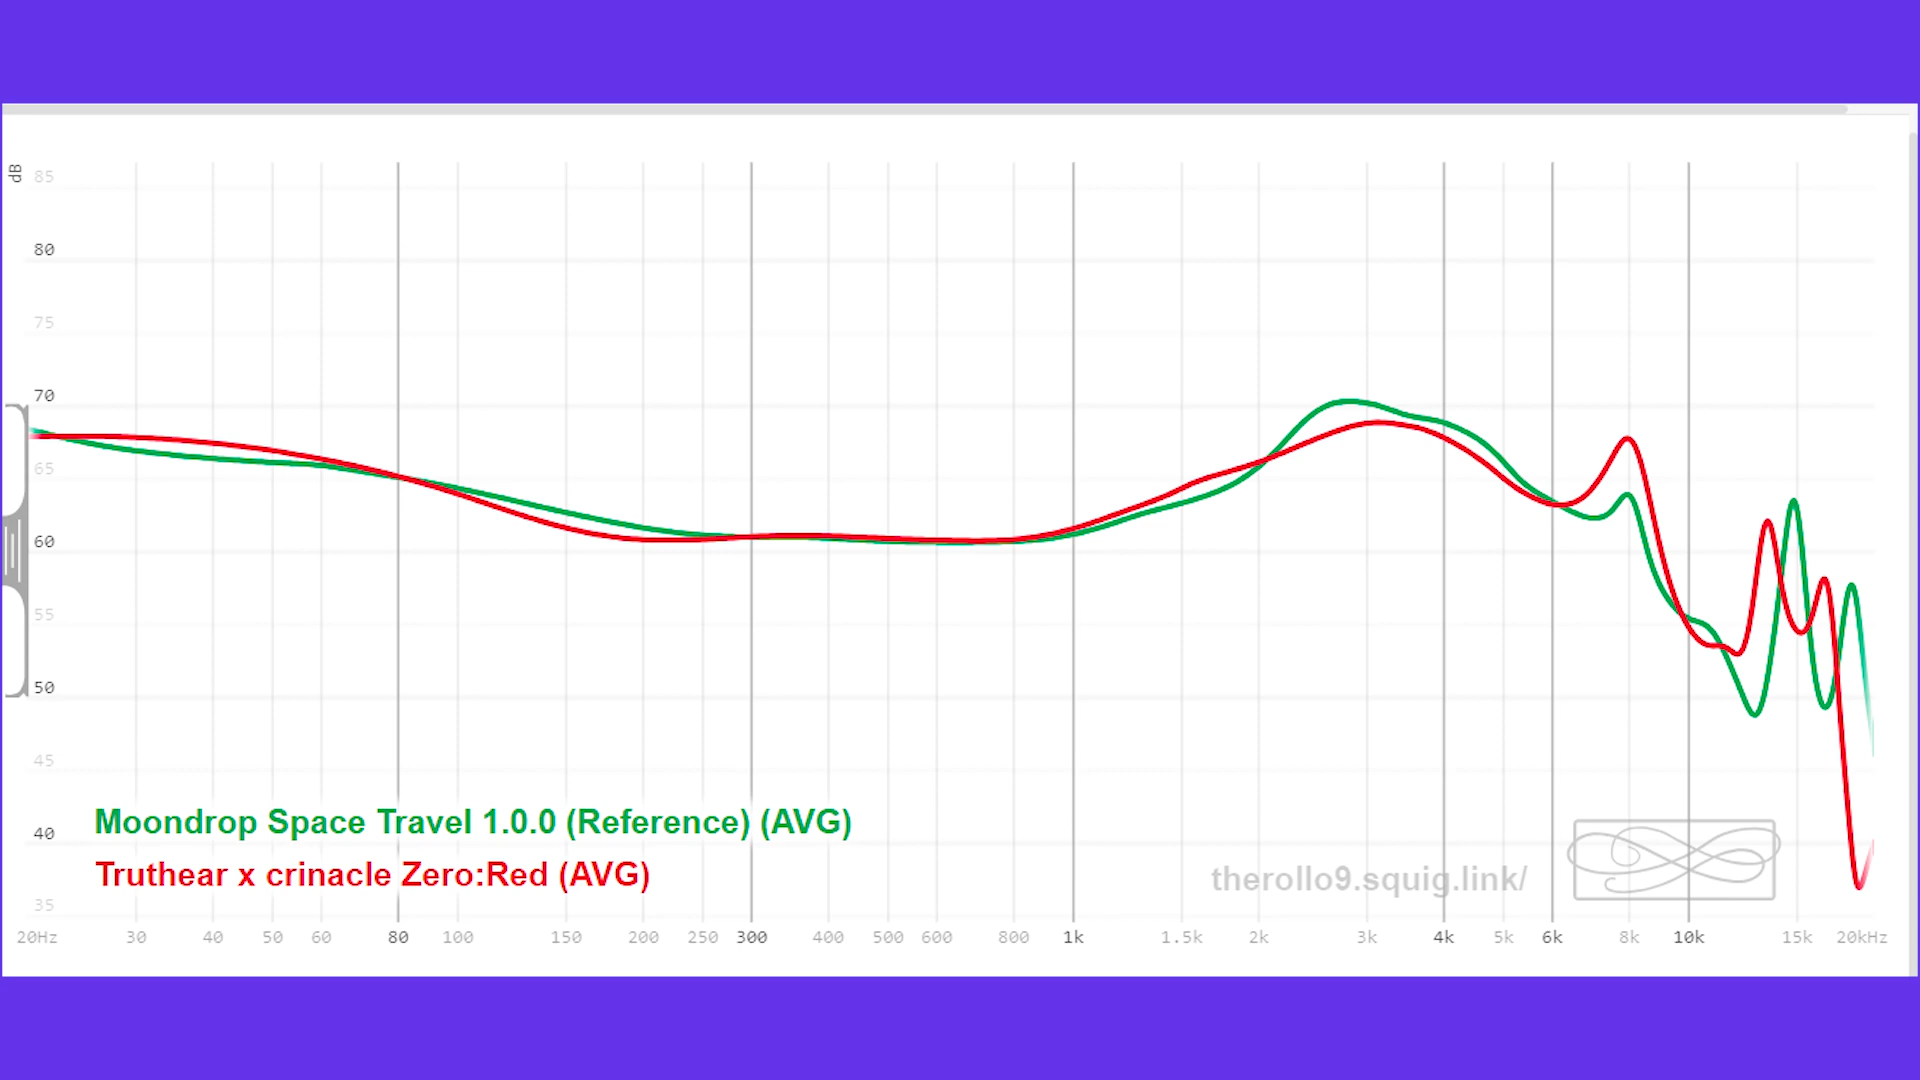 dB
85
80
75
70
65
60
55
50
45
40
35
Moondrop Space Travel 1.0.0 (Reference) (AVG)
Truthear x crinacle Zero:Red (AVG)
therollo9.squig.link/
20Hz 30 40 50 60 80 100 150 200 250 300 400 500 600 800 1k 1.5k 2k 3k 4k 5k 6k 8k 10k 15k 20kHz